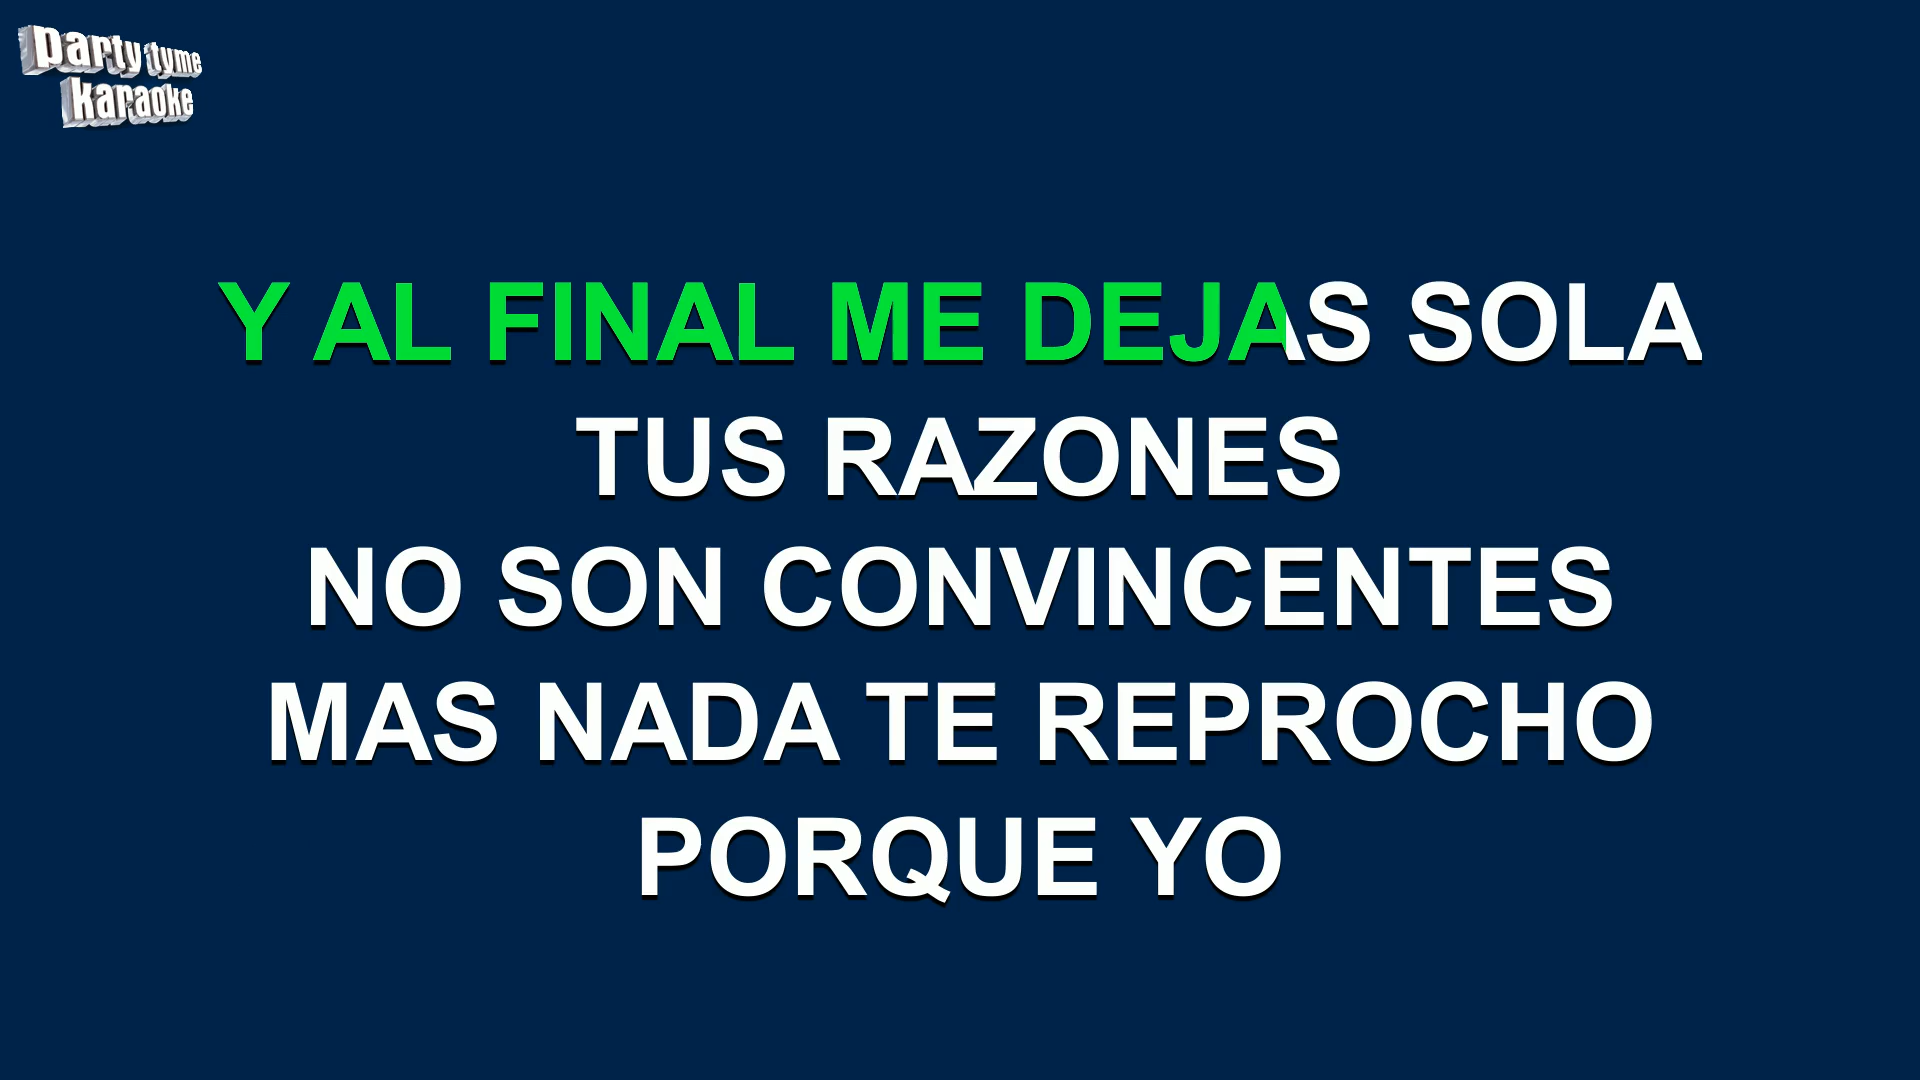 party tyme
karaoke
Y AL FINAL ME DEJAS SOLA
TUS RAZONES
NO SON CONVINCENTES
MAS NADA TE REPROCHO
PORQUE YO